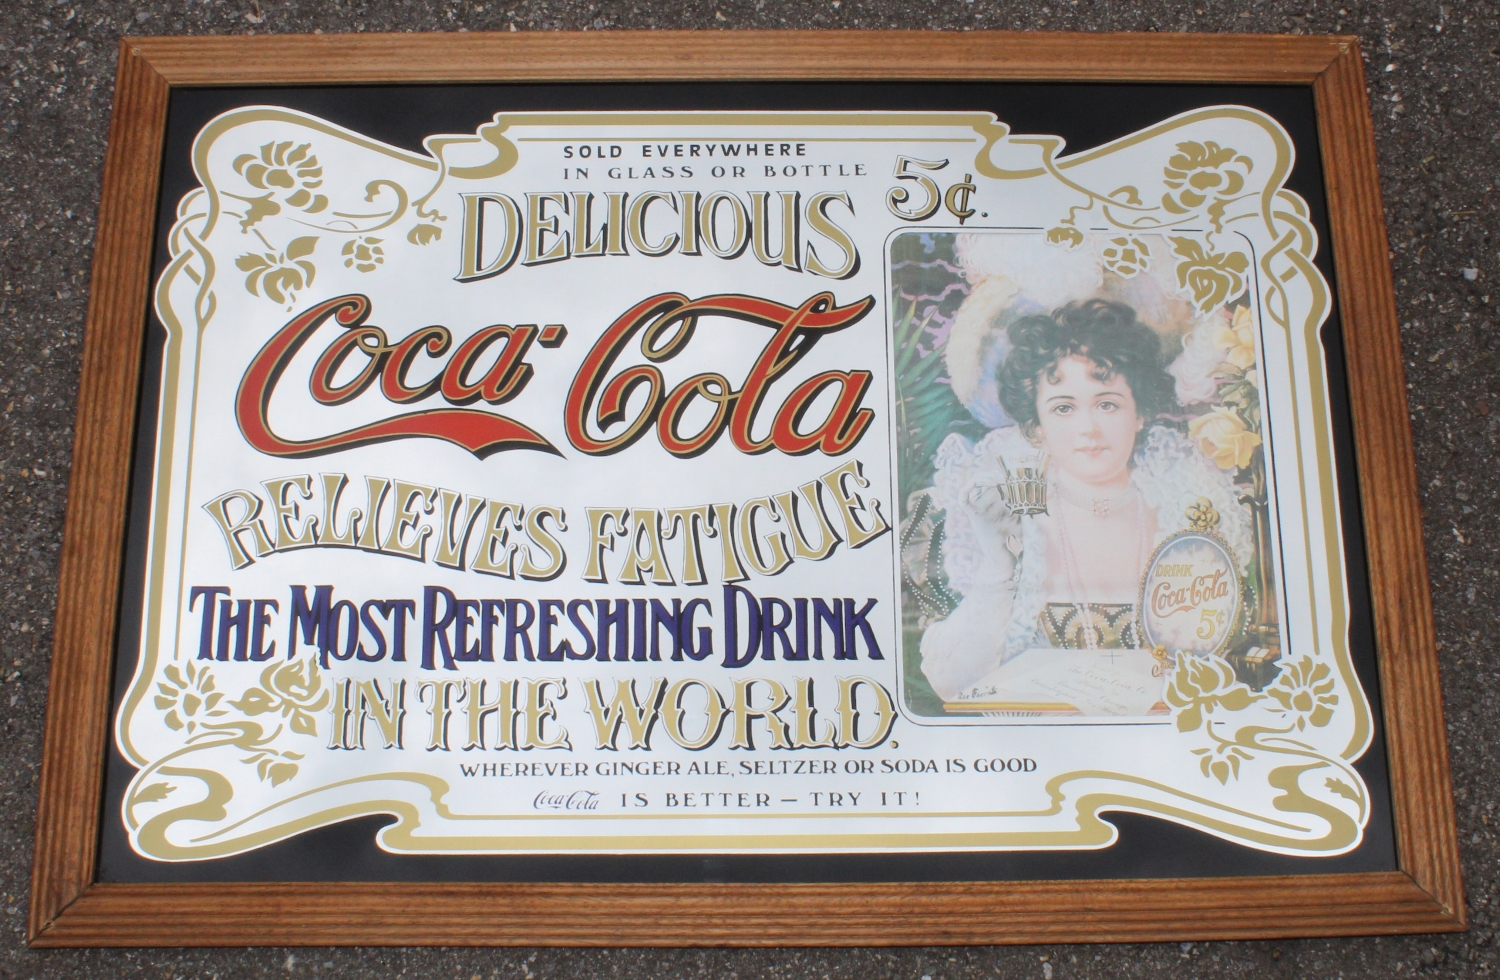 SOLD EVERYWHERE
IN GLASS OR BOTTLE
5¢.
DELICIOUS
Coca-Cola
RELIEVES FATIGUE
THE MOST REFRESHING DRINK
IN THE WORLD.
WHEREVER GINGER ALE, SELTZER OR SODA IS GOOD
Coca-Cola IS BETTER — TRY IT!
DRINK
Coca-Cola
5¢